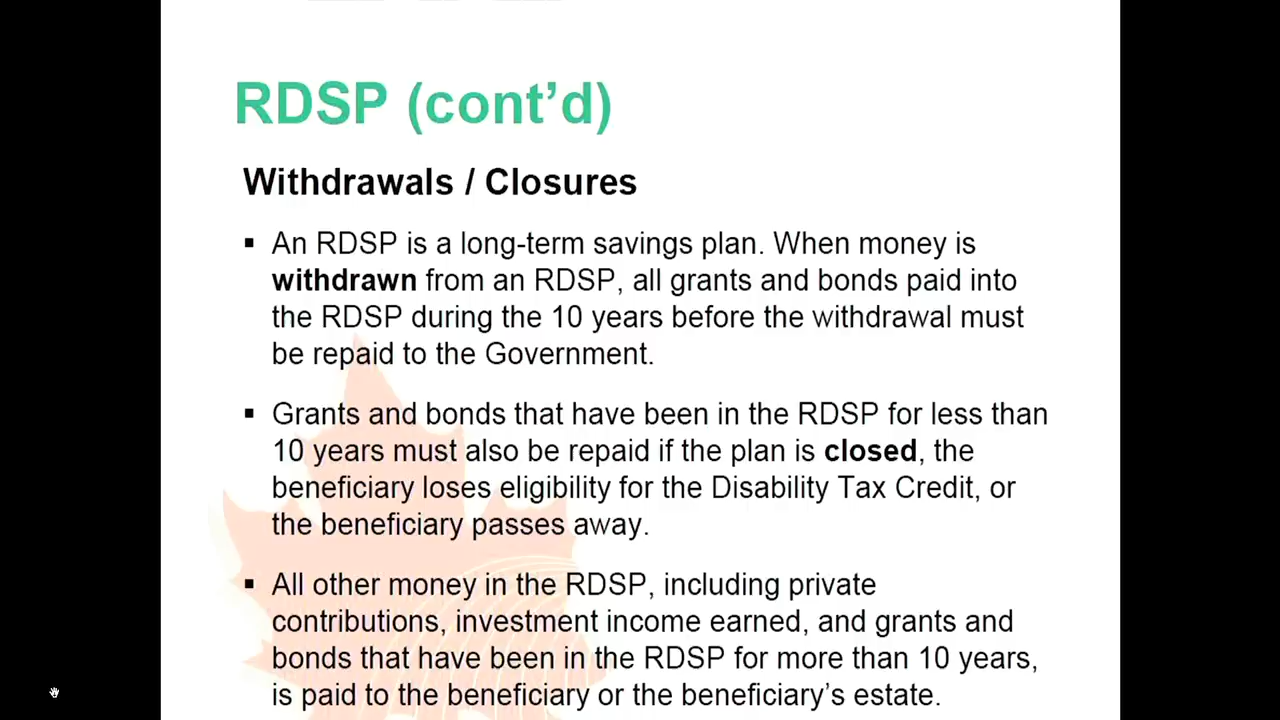 RDSP (cont’d)
Withdrawals / Closures
▪ An RDSP is a long-term savings plan. When money is
withdrawn from an RDSP, all grants and bonds paid into
the RDSP during the 10 years before the withdrawal must
be repaid to the Government.
▪ Grants and bonds that have been in the RDSP for less than
10 years must also be repaid if the plan is closed, the
beneficiary loses eligibility for the Disability Tax Credit, or
the beneficiary passes away.
▪ All other money in the RDSP, including private
contributions, investment income earned, and grants and
bonds that have been in the RDSP for more than 10 years,
is paid to the beneficiary or the beneficiary’s estate.